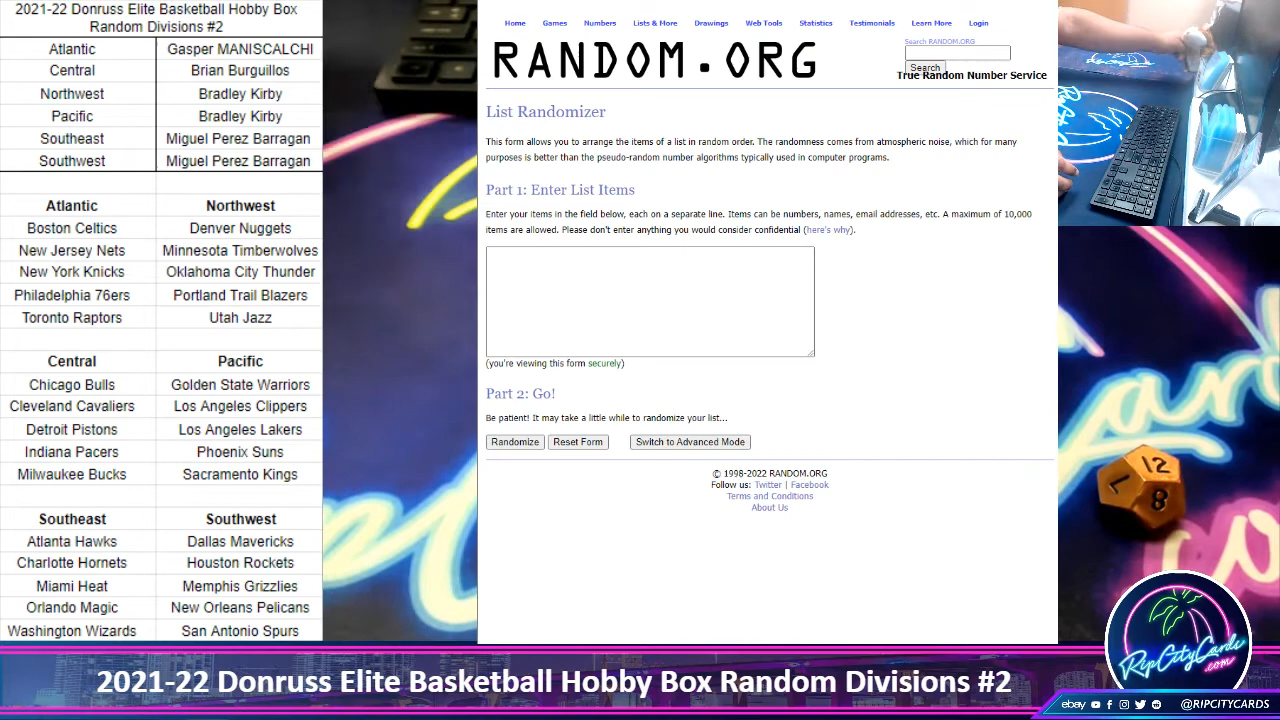 2021-22 Donruss Elite Basketball Hobby Box
Random Divisions #2
Atlantic Gasper MANISCALCHI
Central Brian Burguillos
Northwest Bradley Kirby
Pacific Bradley Kirby
Southeast Miguel Perez Barragan
Southwest Miguel Perez Barragan
Atlantic Northwest
Boston Celtics Denver Nuggets
New Jersey Nets Minnesota Timberwolves
New York Knicks Oklahoma City Thunder
Philadelphia 76ers Portland Trail Blazers
Toronto Raptors Utah Jazz
Central Pacific
Chicago Bulls Golden State Warriors
Cleveland Cavaliers Los Angeles Clippers
Detroit Pistons Los Angeles Lakers
Indiana Pacers Phoenix Suns
Milwaukee Bucks Sacramento Kings
Southeast Southwest
Atlanta Hawks Dallas Mavericks
Charlotte Hornets Houston Rockets
Miami Heat Memphis Grizzlies
Orlando Magic New Orleans Pelicans
Washington Wizards San Antonio Spurs
Home Games Numbers Lists & More Drawings Web Tools Statistics Testimonials Learn More Login
RANDOM.ORG
Search RANDOM.ORG
Search
True Random Number Service
List Randomizer
This form allows you to arrange the items of a list in random order. The randomness comes from atmospheric noise, which for many
purposes is better than the pseudo-random number algorithms typically used in computer programs.
Part 1: Enter List Items
Enter your items in the field below, each on a separate line. Items can be numbers, names, email addresses, etc. A maximum of 10,000
items are allowed. Please don't enter anything you would consider confidential (here's why).
(you're viewing this form securely)
Part 2: Go!
Be patient! It may take a little while to randomize your list...
Randomize Reset Form Switch to Advanced Mode
© 1998-2022 RANDOM.ORG
Follow us: Twitter | Facebook
Terms and Conditions
About Us
12
8
RipCityCards
.com
2021-22 Donruss Elite Basketball Hobby Box Random Divisions #2
ebay @RIPCITYCARDS